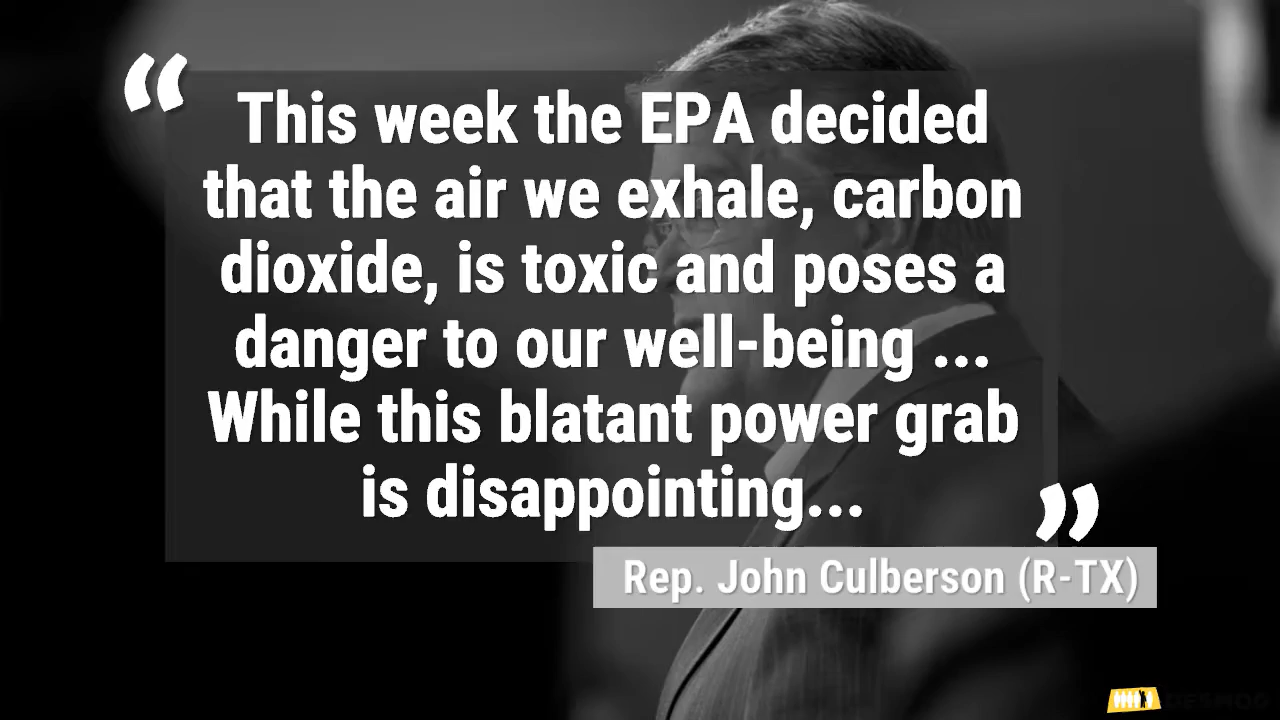 “
This week the EPA decided
that the air we exhale, carbon
dioxide, is toxic and poses a
danger to our well-being ...
While this blatant power grab
is disappointing...
”
Rep. John Culberson (R-TX)